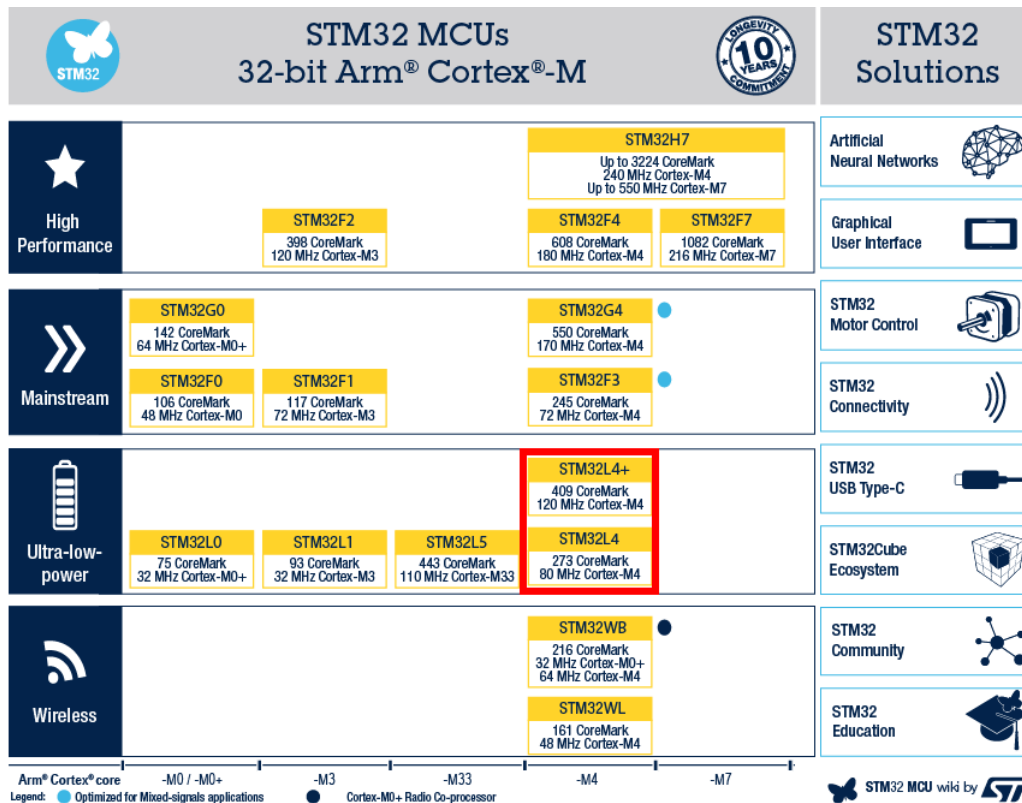 STM32
STM32 MCUs
32-bit Arm® Cortex®-M
LONGEVITY
10
YEARS
COMMITMENT
STM32
Solutions
High
Performance
STM32H7
Up to 3224 CoreMark
240 MHz Cortex-M4
Up to 550 MHz Cortex-M7
STM32F2
398 CoreMark
120 MHz Cortex-M3
STM32F4
608 CoreMark
180 MHz Cortex-M4
STM32F7
1082 CoreMark
216 MHz Cortex-M7
Mainstream
STM32G0
142 CoreMark
64 MHz Cortex-M0+
STM32G4
550 CoreMark
170 MHz Cortex-M4
STM32F0
106 CoreMark
48 MHz Cortex-M0
STM32F1
117 CoreMark
72 MHz Cortex-M3
STM32F3
245 CoreMark
72 MHz Cortex-M4
Ultra-low-
power
STM32L4+
409 CoreMark
120 MHz Cortex-M4
STM32L0
75 CoreMark
32 MHz Cortex-M0+
STM32L1
93 CoreMark
32 MHz Cortex-M3
STM32L5
443 CoreMark
110 MHz Cortex-M33
STM32L4
273 CoreMark
80 MHz Cortex-M4
Wireless
STM32WB
216 CoreMark
32 MHz Cortex-M0+
64 MHz Cortex-M4
STM32WL
161 CoreMark
48 MHz Cortex-M4
Arm® Cortex® core -M0 / -M0+ -M3 -M33 -M4 -M7
Legend: Optimized for Mixed-signals applications Cortex-M0+ Radio Co-processor
Artificial
Neural Networks
Graphical
User Interface
STM32
Motor Control
STM32
Connectivity
STM32
USB Type-C
STM32Cube
Ecosystem
STM32
Community
STM32
Education
STM32 MCU wiki by ST